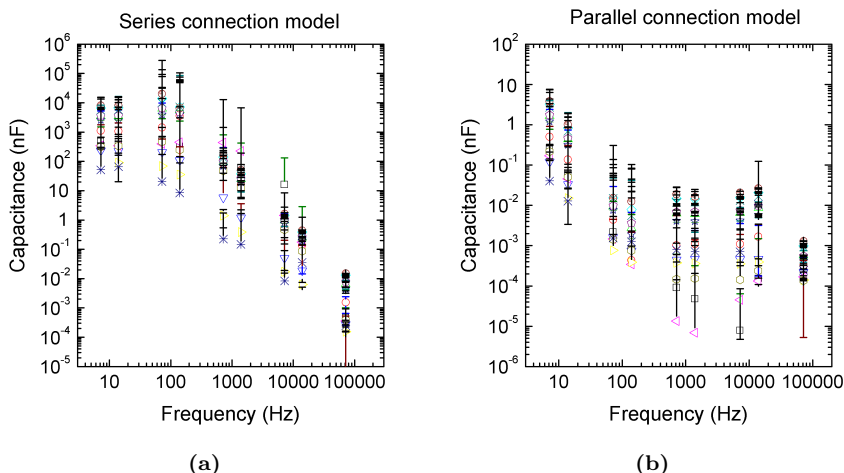 Series connection model
10^6
10^5
10^4
10^3
10^2
10
1
10^-1
10^-2
10^-3
10^-4
10^-5
Capacitance (nF)
10 100 1000 10000 100000
Frequency (Hz)
(a)
Parallel connection model
10^2
10
1
10^-1
10^-2
10^-3
10^-4
10^-5
10^-6
Capacitance (nF)
10 100 1000 10000 100000
Frequency (Hz)
(b)